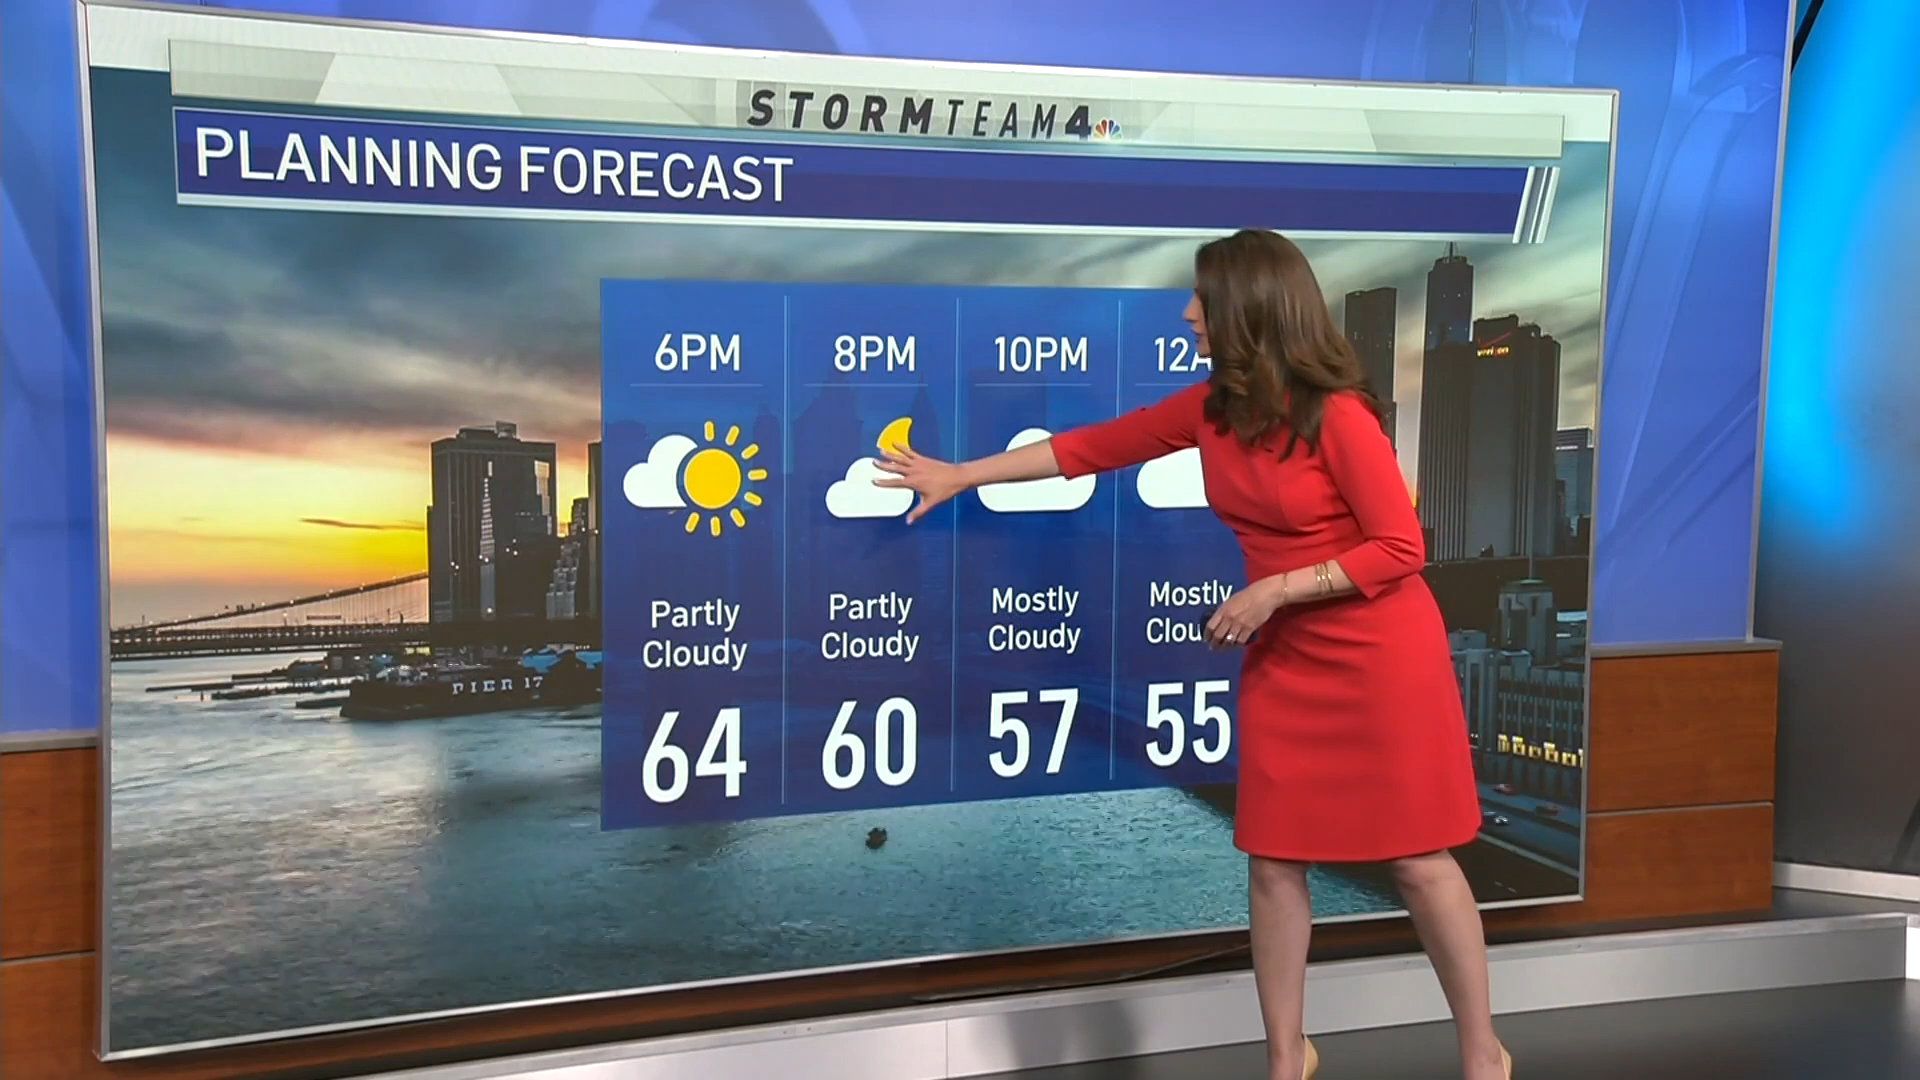 STORMTEAM4
PLANNING FORECAST
6PM
8PM
10PM
verizon
Partly
Cloudy
Partly
Cloudy
Mostly
Cloudy
Mostly
PIER 17
64
60
57
55